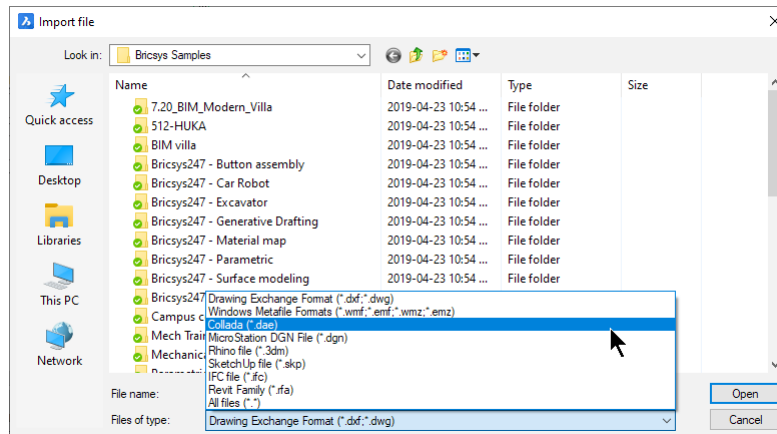 Import file
Look in: Bricsys Samples
Name Date modified Type Size
7.20_BIM_Modern_Villa 2019-04-23 10:54 ... File folder
512-HUKA 2019-04-23 10:54 ... File folder
BIM villa 2019-04-23 10:54 ... File folder
Bricsys247 - Button assembly 2019-04-23 10:54 ... File folder
Bricsys247 - Car Robot 2019-04-23 10:54 ... File folder
Bricsys247 - Excavator 2019-04-23 10:54 ... File folder
Bricsys247 - Generative Drafting 2019-04-23 10:54 ... File folder
Bricsys247 - Material map 2019-04-23 10:54 ... File folder
Bricsys247 - Parametric 2019-04-23 10:54 ... File folder
Bricsys247 - Surface modeling 2019-04-23 10:54 ... File folder
Bricsys247
Campus c
Mech Train
Mechanica
Quick access
Desktop
Libraries
This PC
Network
Drawing Exchange Format (*.dxf;*.dwg)
Windows Metafile Formats (*.wmf;*.emf;*.wmz;*.emz)
Collada (*.dae)
MicroStation DGN File (*.dgn)
Rhino file (*.3dm)
SketchUp file (*.skp)
IFC file (*.ifc)
Revit Family (*.rfa)
All files (*.*)
File name: Open
Files of type: Drawing Exchange Format (*.dxf;*.dwg) Cancel